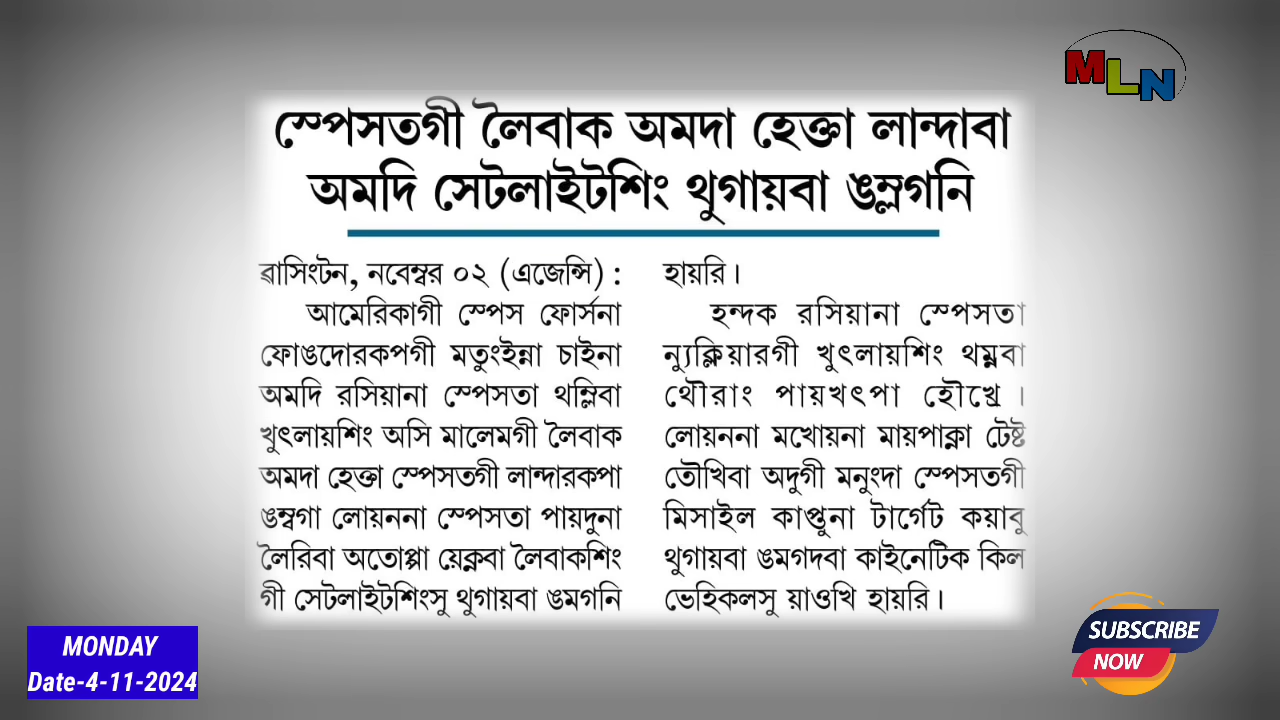 MLN
স্পেসতগী লৈবাক অমদা হেক্তা লান্দাবা
অমদি সেটলাইটশিং থুগায়বা ঙম্লগনি
ৱাসিংটন, নবেম্বর ০২ (এজেন্সি) :
আমেরিকাগী স্পেস ফোর্সনা
ফোঙদোরকপগী মতুংইন্না চাইনা
অমদি রসিয়ানা স্পেসতা থম্লিবা
খুৎলায়শিং অসি মালেমগী লৈবাক
অমদা হেক্তা স্পেসতগী লান্দারকপা
ঙম্বগা লোয়ননা স্পেসতা পায়দুনা
লৈরিবা অতোপ্পা য়েক্নবা লৈবাকশিং
গী সেটলাইটশিংসু থুগায়বা ঙমগনি
হায়রি।
হন্দক রসিয়ানা স্পেসতা
ন্যুক্লিয়ারগী খুৎলায়শিং থম্নবা
থৌরাং পায়খৎপা হৌখ্রে।
লোয়ননা মখোয়না মায়পাক্না টেষ্ট
তৌখিবা অদুগী মনুংদা স্পেসতগী
মিসাইল কাপ্তুনা টার্গেট কয়াবু
থুগায়বা ঙমগদবা কাইনেটিক কিল
ভেহিকলসু য়াওখি হায়রি।
MONDAY
Date-4-11-2024
SUBSCRIBE
NOW